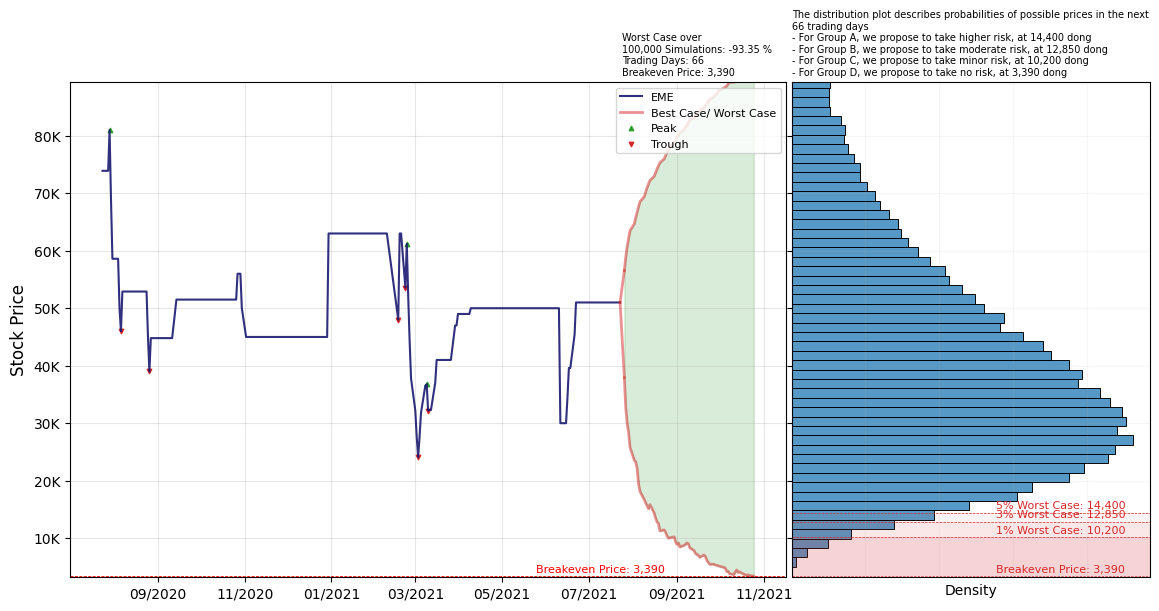 Worst Case over
100,000 Simulations: -93.35 %
Trading Days: 66
Breakeven Price: 3,390
The distribution plot describes probabilities of possible prices in the next
66 trading days
- For Group A, we propose to take higher risk, at 14,400 dong
- For Group B, we propose to take moderate risk, at 12,850 dong
- For Group C, we propose to take minor risk, at 10,200 dong
- For Group D, we propose to take no risk, at 3,390 dong
EME
Best Case/ Worst Case
Peak
Trough
Stock Price
80K
70K
60K
50K
40K
30K
20K
10K
Breakeven Price: 3,390
09/2020
11/2020
01/2021
03/2021
05/2021
07/2021
09/2021
11/2021
5% Worst Case: 14,400
3% Worst Case: 12,850
1% Worst Case: 10,200
Breakeven Price: 3,390
Density